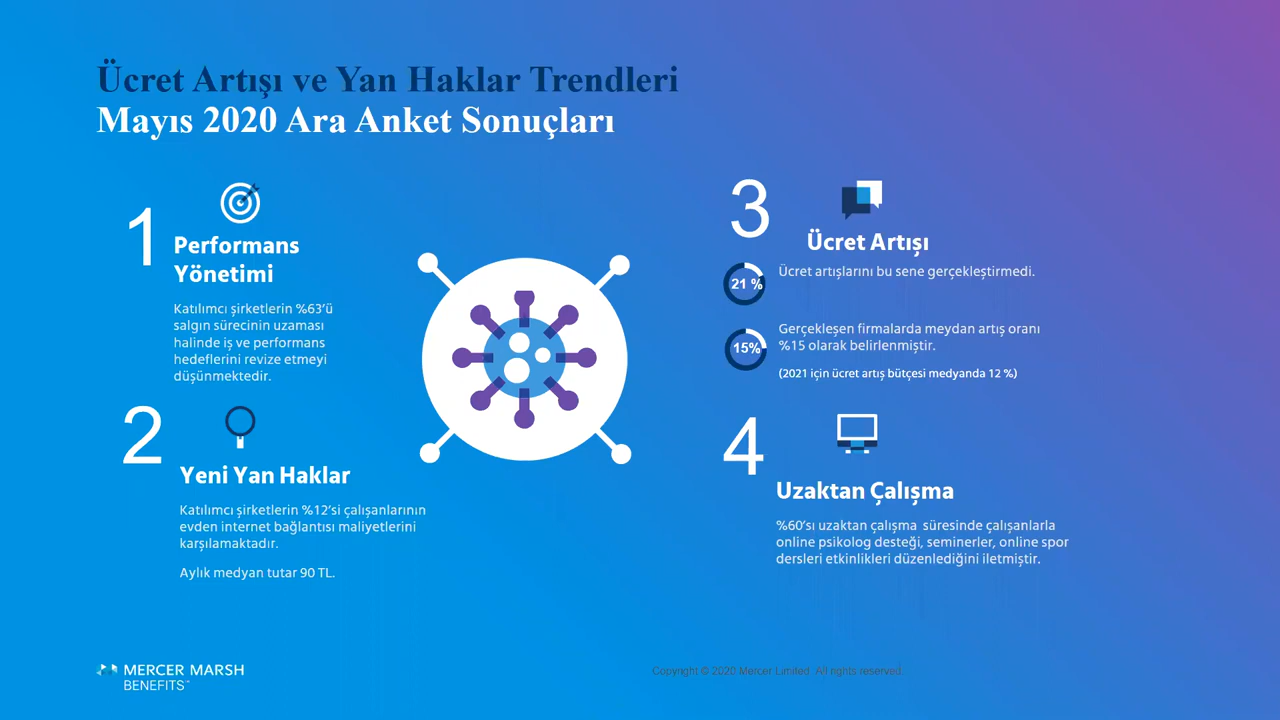 Ücret Artışı ve Yan Haklar Trendleri
Mayıs 2020 Ara Anket Sonuçları
1
Performans
Yönetimi
Katılımcı şirketlerin %63’ü
salgın sürecinin uzaması
halinde iş ve performans
hedeflerini revize etmeyi
düşünmektedir.
2
Yeni Yan Haklar
Katılımcı şirketlerin %12’si çalışanlarının
evden internet bağlantısı maliyetlerini
karşılamaktadır.
Aylık medyan tutar 90 TL.
3
Ücret Artışı
21 %
Ücret artışlarını bu sene gerçekleştirmedi.
15%
Gerçekleşen firmalarda meydan artış oranı
%15 olarak belirlenmiştir.
(2021 için ücret artış bütçesi medyanda 12 %)
4
Uzaktan Çalışma
%60’sı uzaktan çalışma süresinde çalışanlarla
online psikolog desteği, seminerler, online spor
dersleri etkinlikleri düzenlediğini iletmiştir.
MERCER MARSH
BENEFITS™
Copyright © 2020 Mercer Limited. All rights reserved.